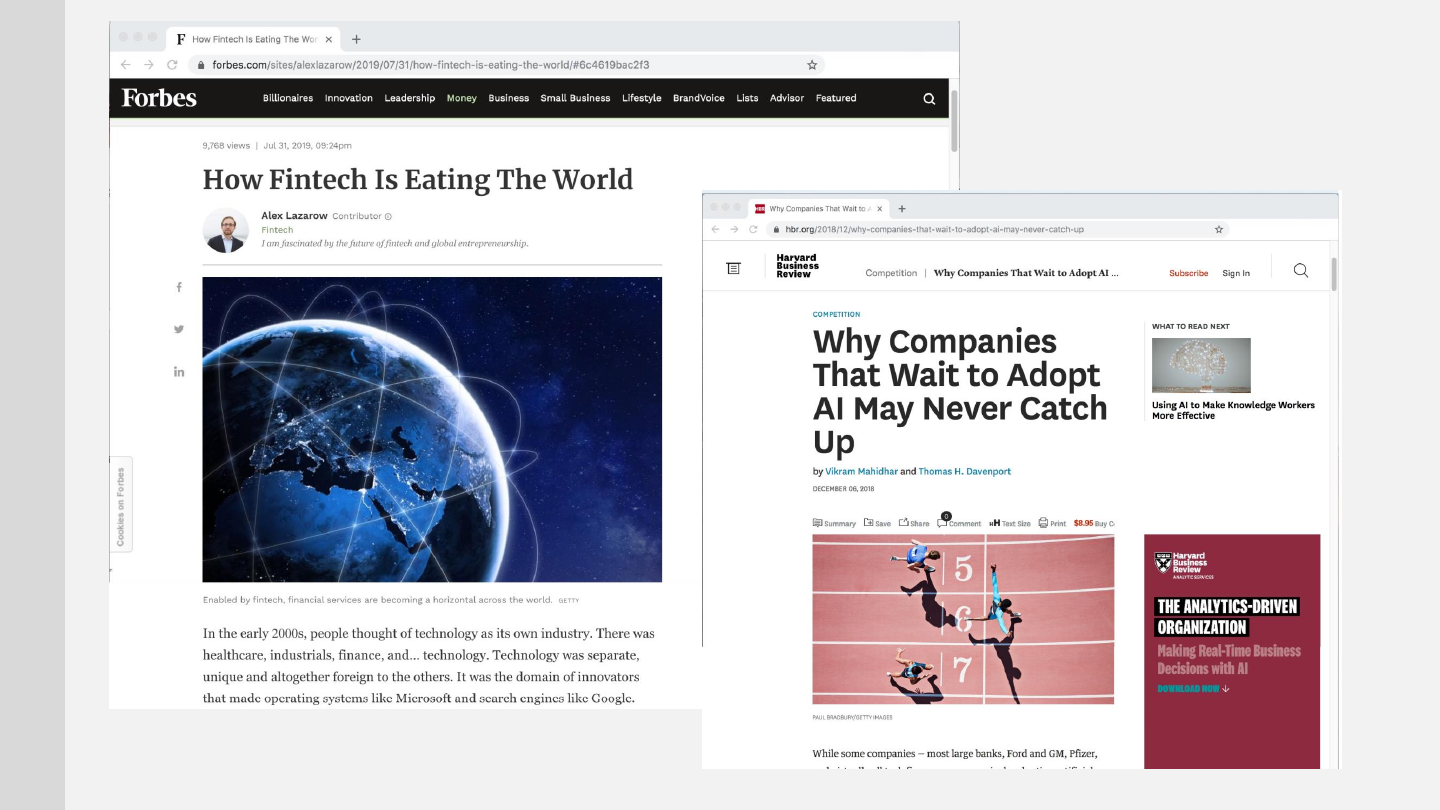 F How Fintech Is Eating The Wor
forbes.com/sites/alexlazarow/2019/07/31/how-fintech-is-eating-the-world/#6c4619bac2f3
Forbes Billionaires Innovation Leadership Money Business Small Business Lifestyle BrandVoice Lists Advisor Featured
9,768 views | Jul 31, 2019, 09:24pm
How Fintech Is Eating The World
Alex Lazarow Contributor
Fintech
I am fascinated by the future of fintech and global entrepreneurship.
Cookies on Forbes
Enabled by fintech, financial services are becoming a horizontal across the world. GETTY
In the early 2000s, people thought of technology as its own industry. There was
healthcare, industrials, finance, and... technology. Technology was separate,
unique and altogether foreign to the others. It was the domain of innovators
that made operating systems like Microsoft and search engines like Google.
HBR Why Companies That Wait to A
hbr.org/2018/12/why-companies-that-wait-to-adopt-ai-may-never-catch-up
Harvard
Business
Review
Competition | Why Companies That Wait to Adopt AI ...
Subscribe Sign In
COMPETITION
Why Companies
That Wait to Adopt
AI May Never Catch
Up
by Vikram Mahidhar and Thomas H. Davenport
DECEMBER 06, 2018
Summary Save Share 0 Comment Text Size Print $8.95 Buy C
5
6
7
PAUL BRADBURY/GETTY IMAGES
While some companies — most large banks, Ford and GM, Pfizer,
WHAT TO READ NEXT
Using AI to Make Knowledge Workers
More Effective
Harvard
Business
Review
ANALYTIC SERVICES
THE ANALYTICS-DRIVEN
ORGANIZATION
Making Real-Time Business
Decisions with AI
DOWNLOAD NOW